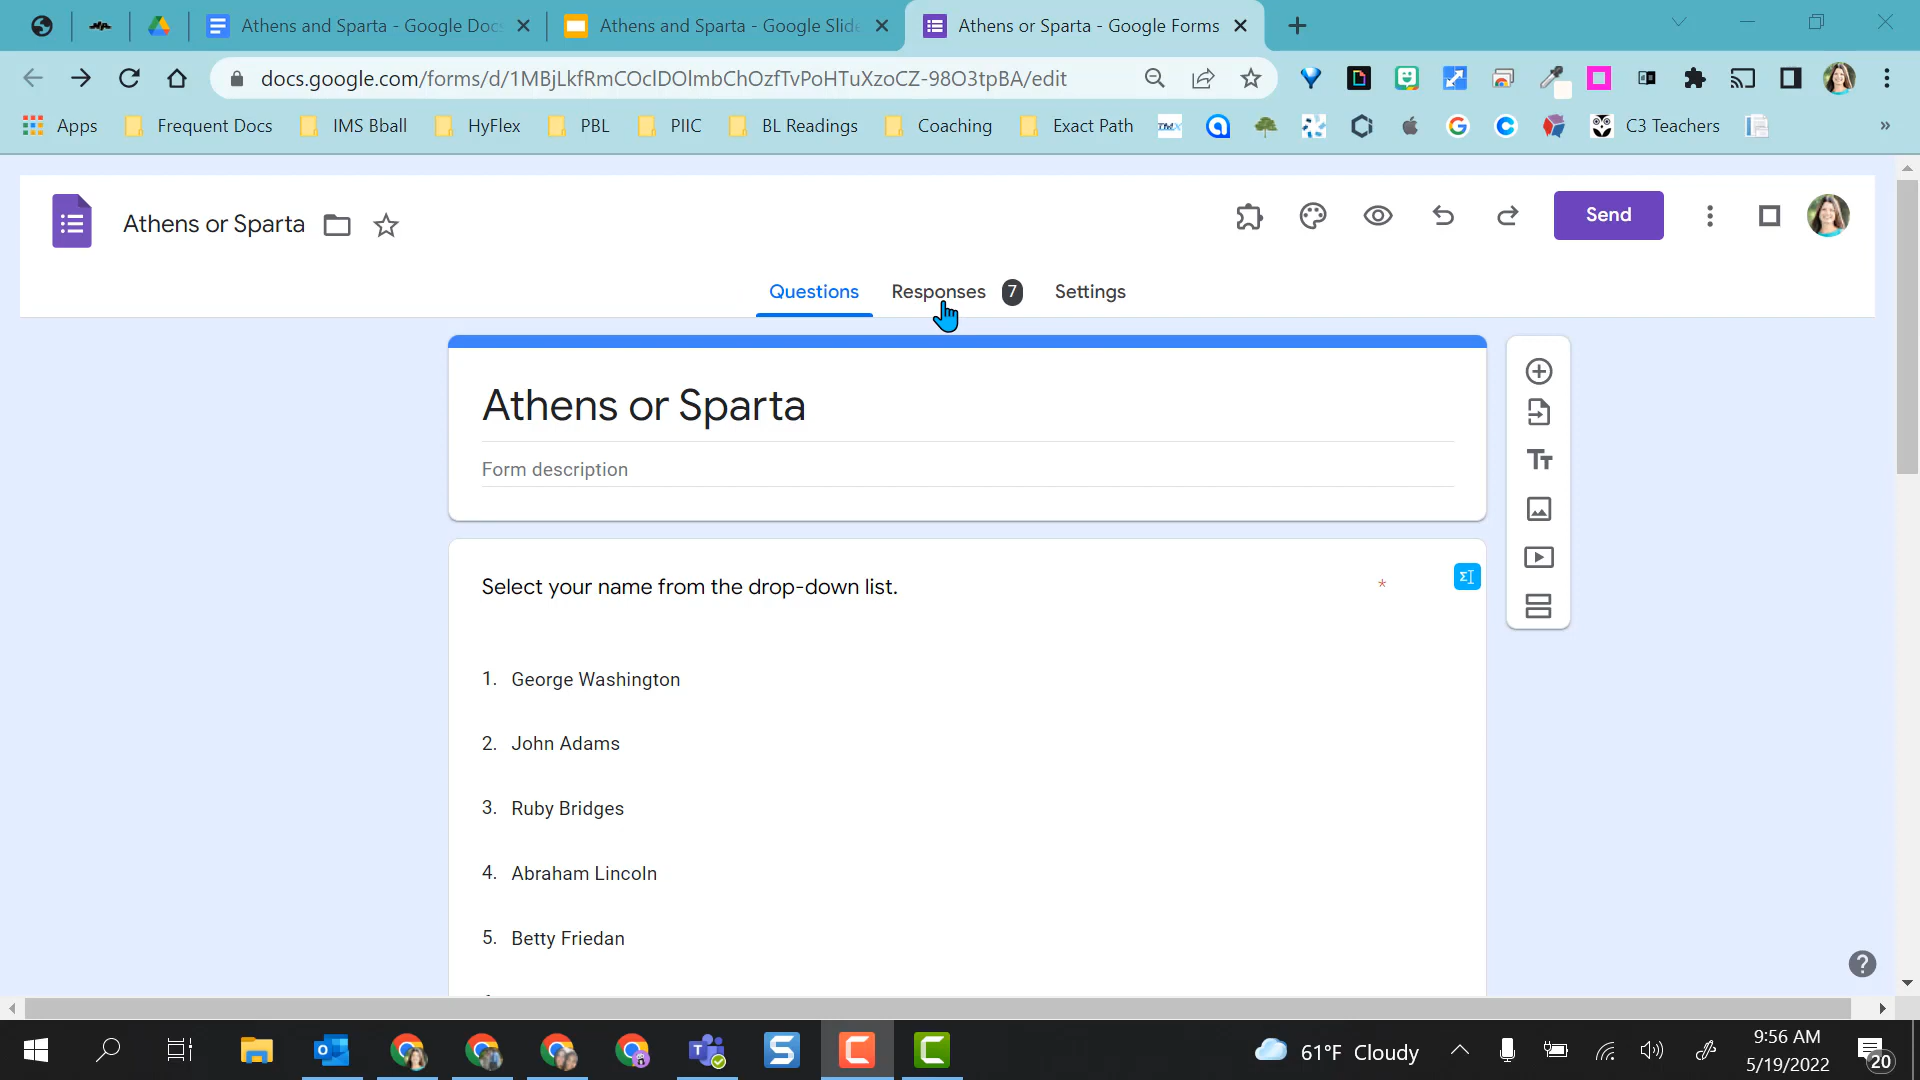 Athens and Sparta - Google Docs
Athens and Sparta - Google Slide
Athens or Sparta - Google Forms
docs.google.com/forms/d/1MBjLkfRmCOclDOlmbChOzfTvPoHTuXzoCZ-98O3tpBA/edit
Apps
Frequent Docs
IMS Bball
HyFlex
PBL
PIIC
BL Readings
Coaching
Exact Path
C3 Teachers
»
Athens or Sparta
Send
Questions
Responses
7
Settings
Athens or Sparta
Form description
Select your name from the drop-down list.
*
1. George Washington
2. John Adams
3. Ruby Bridges
4. Abraham Lincoln
5. Betty Friedan
61°F Cloudy
9:56 AM
5/19/2022
20